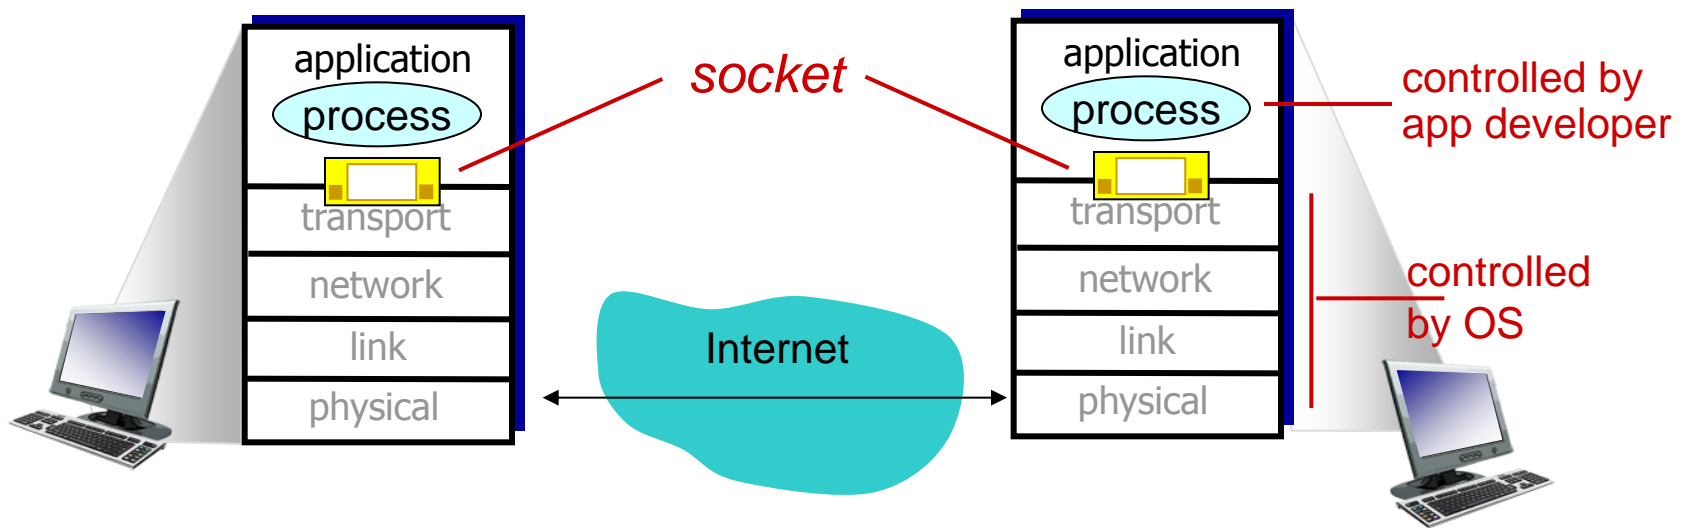 application
process
transport
network
link
physical
socket
Internet
application
process
transport
network
link
physical
controlled by
app developer
controlled
by OS